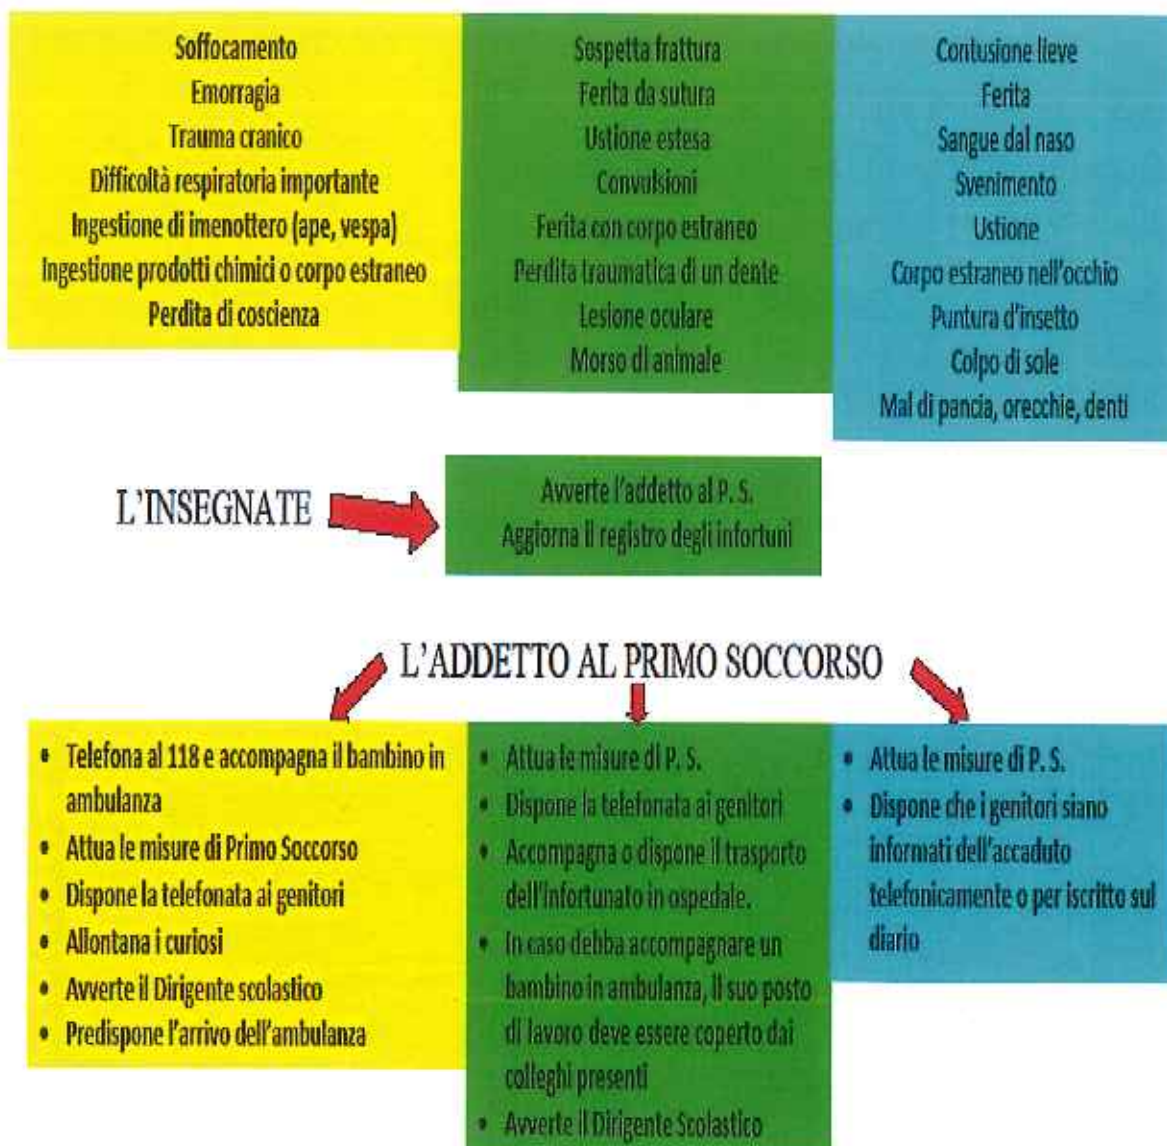 Soffocamento
Emorragia
Trauma cranico
Difficoltà respiratoria importante
Ingestione di imenottero (ape, vespa)
Ingestione prodotti chimici o corpo estraneo
Perdita di coscienza
Sospetta frattura
Ferita da sutura
Ustione estesa
Convulsioni
Ferita con corpo estraneo
Perdita traumatica di un dente
Lesione oculare
Morso di animale
Contusione lieve
Ferita
Sangue dal naso
Svenimento
Ustione
Corpo estraneo nell'occhio
Puntura d'insetto
Colpo di sole
Mal di pancia, orecchie, denti
L'INSEGNATE
Avverte l'addetto al P. S.
Aggiorna il registro degli infortuni
L'ADDETTO AL PRIMO SOCCORSO
• Telefona al 118 e accompagna il bambino in
ambulanza
• Attua le misure di Primo Soccorso
• Dispone la telefonata ai genitori
• Allontana i curiosi
• Avverte il Dirigente scolastico
• Predispone l'arrivo dell'ambulanza
• Attua le misure di P. S.
• Dispone la telefonata ai genitori
• Accompagna o dispone il trasporto
dell'infortunato in ospedale.
• In caso debba accompagnare un
bambino in ambulanza, il suo posto
di lavoro deve essere coperto dai
colleghi presenti
• Avverte il Dirigente Scolastico
• Attua le misure di P. S.
• Dispone che i genitori siano
informati dell'accaduto
telefonicamente o per iscritto sul
diario